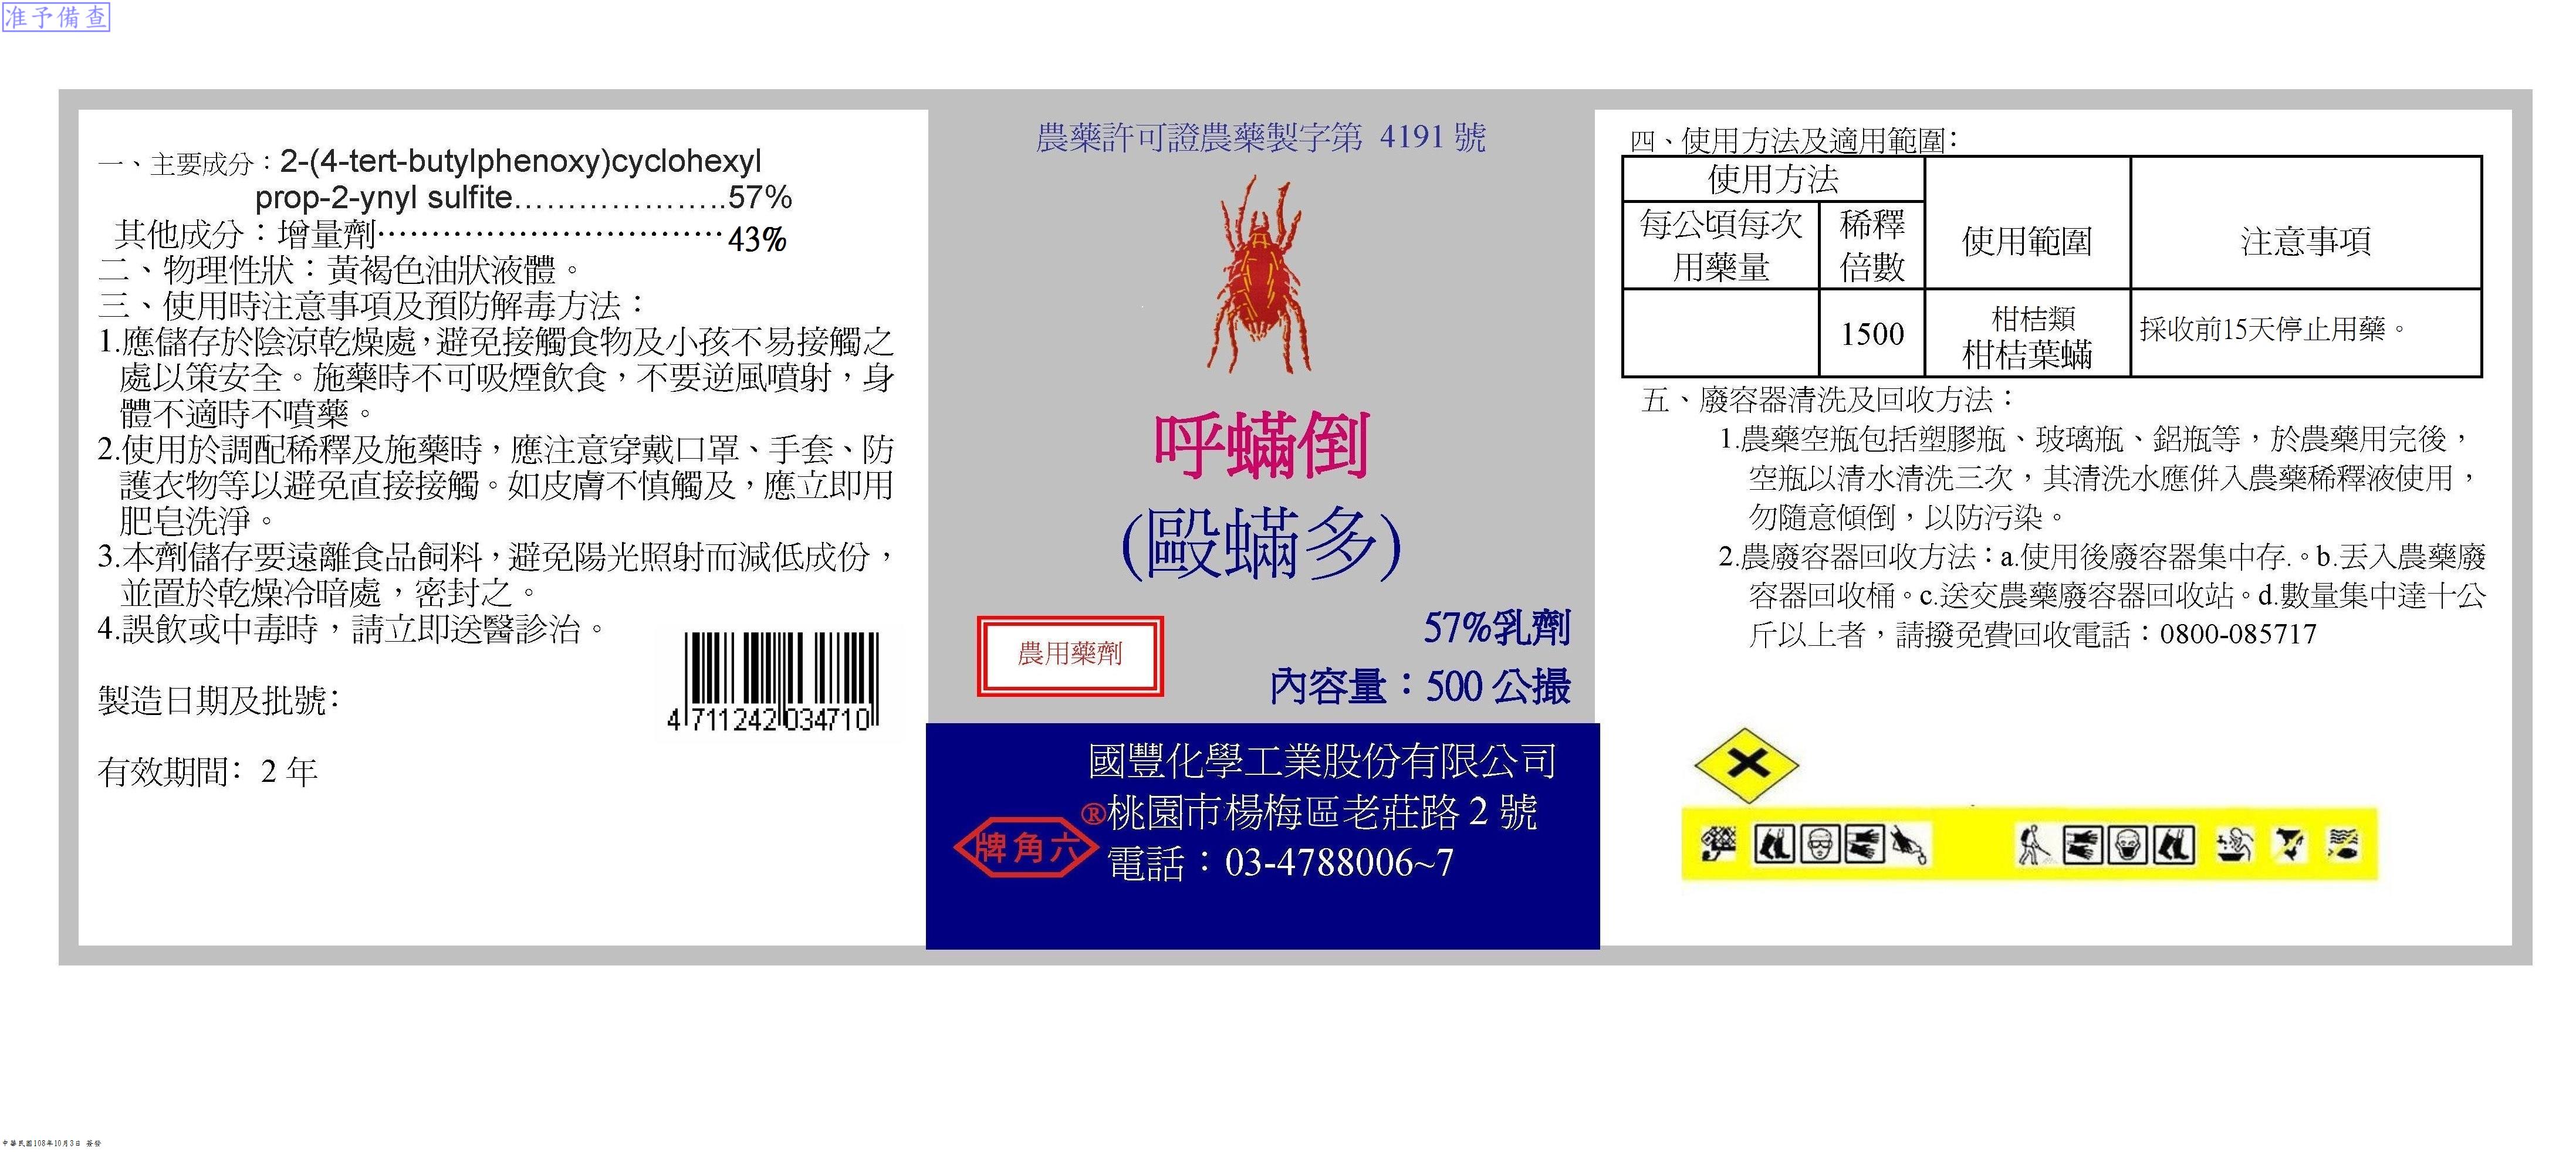 准予備查
一、主要成分：2-(4-tert-butylphenoxy)cyclohexyl
prop-2-ynyl sulfite....................57%
其他成分：增量劑································43%
二、物理性狀：黃褐色油狀液體。
三、使用時注意事項及預防解毒方法：
1.應儲存於陰涼乾燥處，避免接觸食物及小孩不易接觸之
處以策安全。施藥時不可吸煙飲食，不要逆風噴射，身
體不適時不噴藥。
2.使用於調配稀釋及施藥時，應注意穿戴口罩、手套、防
護衣物等以避免直接接觸。如皮膚不慎觸及，應立即用
肥皂洗淨。
3.本劑儲存要遠離食品飼料，避免陽光照射而減低成份，
並置於乾燥冷暗處，密封之。
4.誤飲或中毒時，請立即送醫診治。
製造日期及批號:
4 711242 034710
有效期間: 2 年
農藥許可證農藥製字第 4191 號
呼蟎倒
(毆蟎多)
57%乳劑
農用藥劑
內容量：500 公撮
國豐化學工業股份有限公司
®桃園市楊梅區老莊路 2 號
牌角六
電話：03-4788006~7
四、使用方法及適用範圍:
使用方法
每公頃每次
用藥量
稀釋
倍數
使用範圍
注意事項
1500
柑桔類
柑桔葉蟎
採收前15天停止用藥。
五、廢容器清洗及回收方法：
1.農藥空瓶包括塑膠瓶、玻璃瓶、鋁瓶等，於農藥用完後，
空瓶以清水清洗三次，其清洗水應併入農藥稀釋液使用，
勿隨意傾倒，以防污染。
2.農廢容器回收方法：a.使用後廢容器集中存.。b.丟入農藥廢
容器回收桶。c.送交農藥廢容器回收站。d.數量集中達十公
斤以上者，請撥免費回收電話：0800-085717
中華民國108年10月3日 簽發